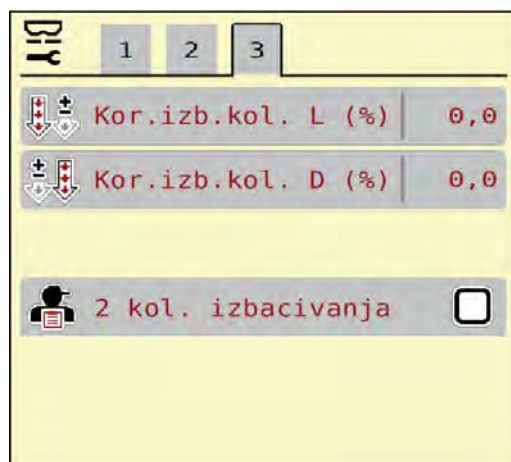 1 2 3
Kor.izb.kol. L (%) 0,0
Kor.izb.kol. D (%) 0,0
2 kol. izbacivanja